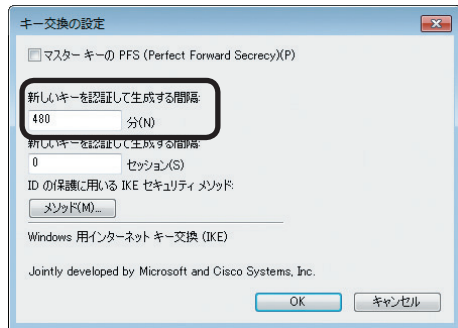 キー交換の設定
マスター キーの PFS (Perfect Forward Secrecy)(P)
新しいキーを認証して生成する間隔:
480 分(N)
新しいキーを認証して生成する間隔:
0 セッション(S)
ID の保護に用いる IKE セキュリティ メソッド:
メソッド(M)...
Windows 用インターネット キー交換 (IKE)
Jointly developed by Microsoft and Cisco Systems, Inc.
OK キャンセル